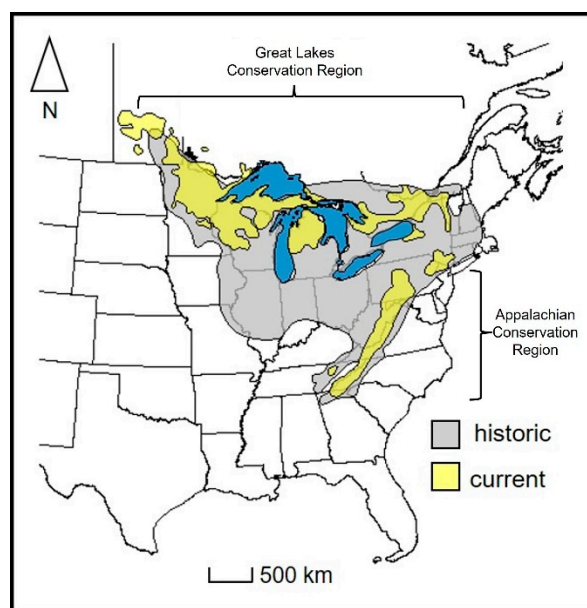 Great Lakes
Conservation Region
N
Appalachian
Conservation
Region
historic
current
500 km